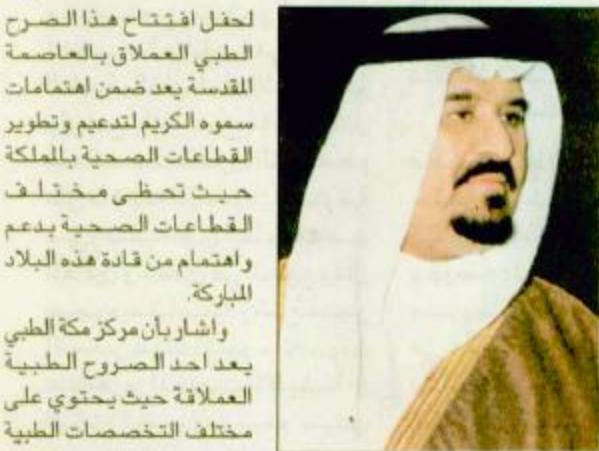 لحفل افتتاح هذا الصرح
الطبي العملاق بالعاصمة
المقدسة يعد ضمن اهتمامات
سموه الكريم لتدعيم وتطوير
القطاعات الصحية بالمملكة
حيث تحظى مختلف
القطاعات الصحية بدعم
واهتمام من قادة هذه البلاد
المباركة.
واشار بأن مركز مكة الطبي
يعد احد الصروح الطبية
العملاقة حيث يحتوي على
مختلف التخصصات الطبية